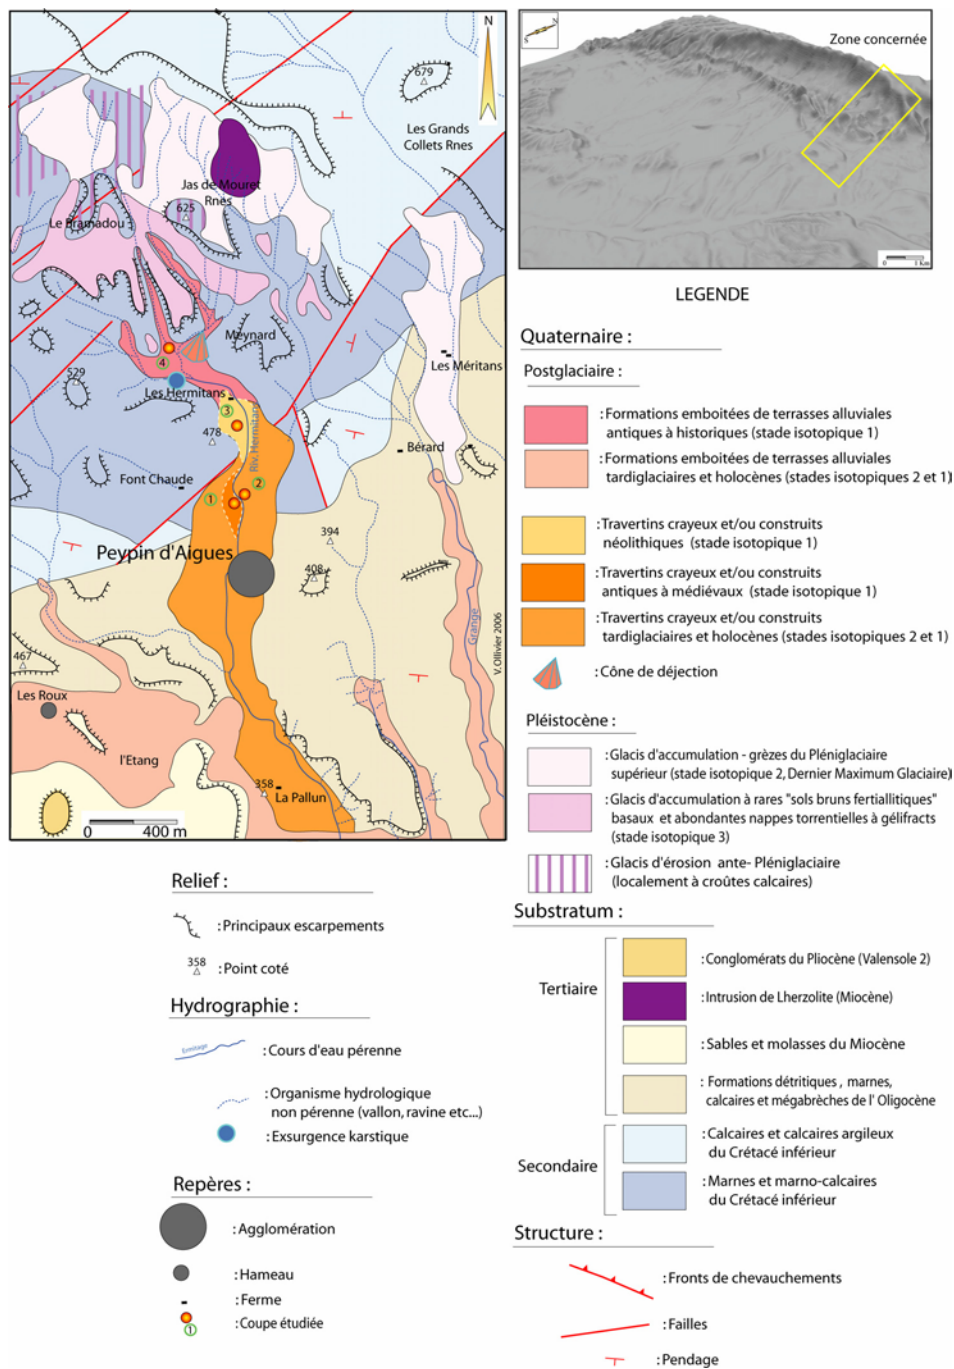 N
679
Les Grands
Collets Rnes
Jas de Mouret
Rnes
625
Le Bramadou
Meynard
Les Méritans
4
529
Les Hermitans
3
478
Riv. Hermitans
Bérard
Font Chaude
1
2
394
Peypin d'Aigues
408
Grange
V. Ollivier 2006
467
Les Roux
l'Etang
358
La Pallun
0 400 m
N
S
Zone concernée
0 1 Km
LEGENDE
Quaternaire :
Postglaciaire :
: Formations emboitées de terrasses alluviales
antiques à historiques (stade isotopique 1)
: Formations emboitées de terrasses alluviales
tardiglaciaires et holocènes (stades isotopiques 2 et 1)
: Travertins crayeux et/ou construits
néolithiques (stade isotopique 1)
: Travertins crayeux et/ou construits
antiques à médiévaux (stade isotopique 1)
: Travertins crayeux et/ou construits
tardiglaciaires et holocènes (stades isotopiques 2 et 1)
: Cône de déjection
Pléistocène :
: Glacis d'accumulation - grèzes du Pléniglaciaire
supérieur (stade isotopique 2, Dernier Maximum Glaciaire)
: Glacis d'accumulation à rares "sols bruns fertiallitiques"
basaux et abondantes nappes torrentielles à gélifracts
(stade isotopique 3)
: Glacis d'érosion ante- Pléniglaciaire
(localement à croûtes calcaires)
Substratum :
Tertiaire
: Conglomérats du Pliocène (Valensole 2)
: Intrusion de Lherzolite (Miocène)
: Sables et molasses du Miocène
: Formations détritiques , marnes,
calcaires et mégabrèches de l' Oligocène
Secondaire
: Calcaires et calcaires argileux
du Crétacé inférieur
: Marnes et marno-calcaires
du Crétacé inférieur
Structure :
: Fronts de chevauchements
: Failles
: Pendage
Relief :
: Principaux escarpements
358
: Point coté
Hydrographie :
Ermitage
: Cours d'eau pérenne
: Organisme hydrologique
non pérenne (vallon, ravine etc...)
: Exsurgence karstique
Repères :
: Agglomération
: Hameau
: Ferme
: Coupe étudiée
1